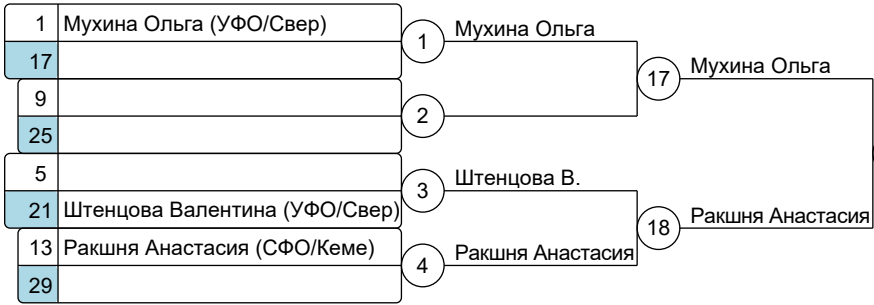 1 Мухина Ольга (УФО/Свер)
17
1
Мухина Ольга
9
25
2
17
Мухина Ольга
5
21 Штенцова Валентина (УФО/Свер)
3
Штенцова В.
13 Ракшня Анастасия (СФО/Кеме)
29
4
Ракшня Анастасия
18
Ракшня Анастасия